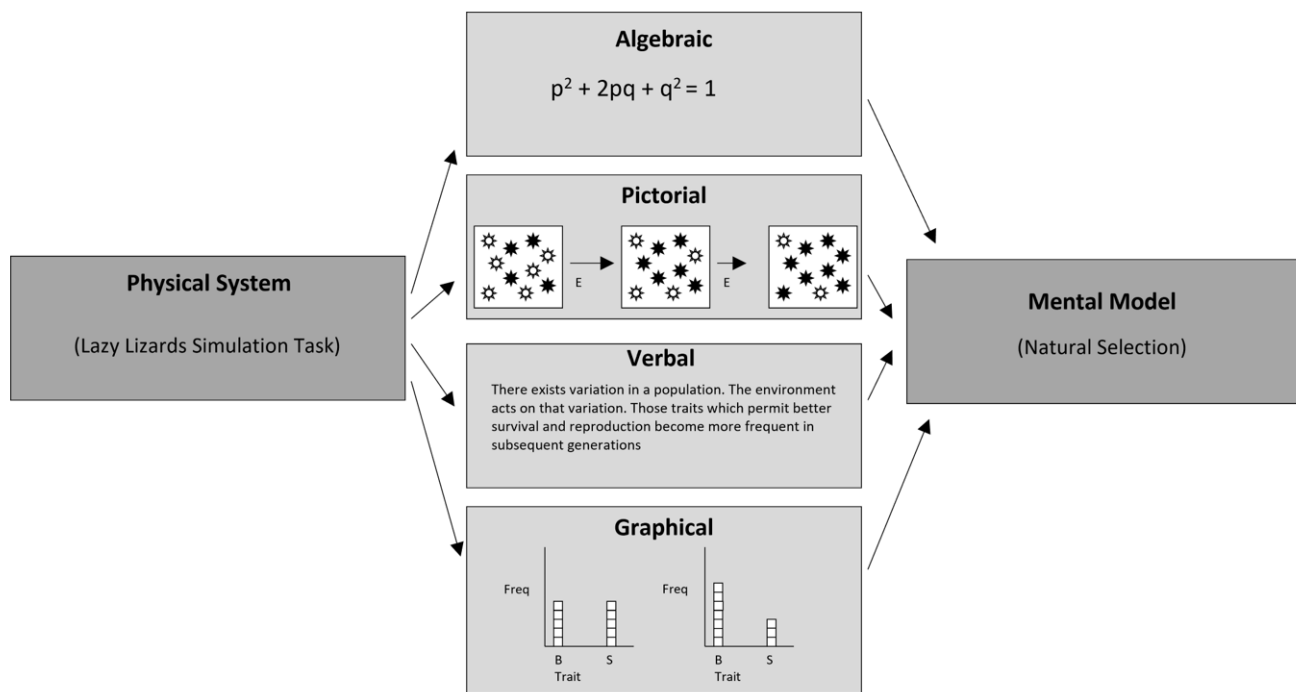 Algebraic
p² + 2pq + q² = 1
Pictorial
E
E
Physical System
(Lazy Lizards Simulation Task)
Mental Model
(Natural Selection)
Verbal
There exists variation in a population. The environment
acts on that variation. Those traits which permit better
survival and reproduction become more frequent in
subsequent generations
Graphical
Freq
B
S
Trait
Freq
B
S
Trait